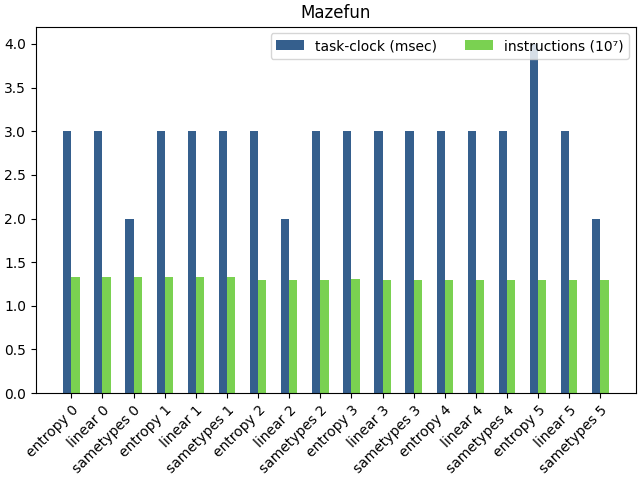 Mazefun
task-clock (msec)
instructions (10⁷)
4.0
3.5
3.0
2.5
2.0
1.5
1.0
0.5
0.0
entropy 0
linear 0
sametypes 0
entropy 1
linear 1
sametypes 1
entropy 2
linear 2
sametypes 2
entropy 3
linear 3
sametypes 3
entropy 4
linear 4
sametypes 4
entropy 5
linear 5
sametypes 5